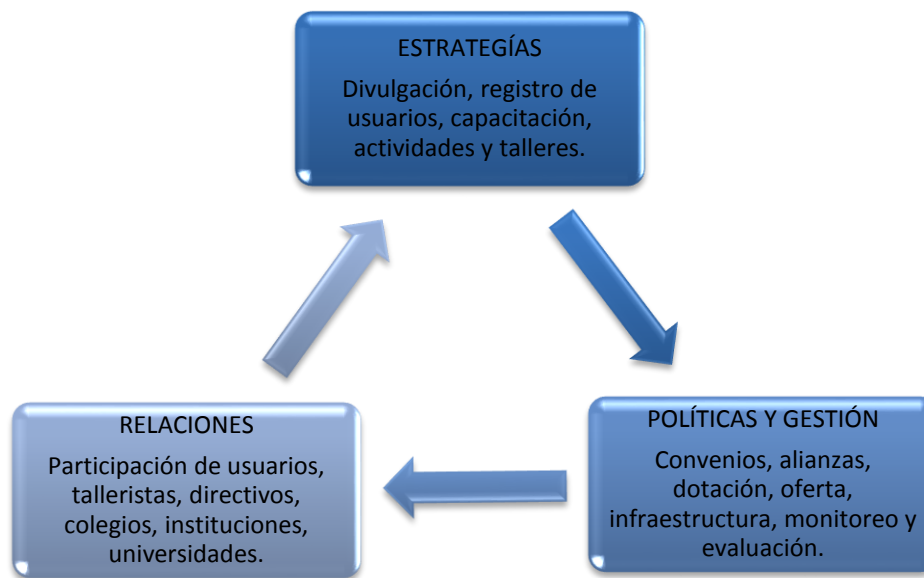 ESTRATEGÍAS
Divulgación, registro de
usuarios, capacitación,
actividades y talleres.
RELACIONES
Participación de usuarios,
talleristas, directivos,
colegios, instituciones,
universidades.
POLÍTICAS Y GESTIÓN
Convenios, alianzas,
dotación, oferta,
infraestructura, monitoreo y
evaluación.